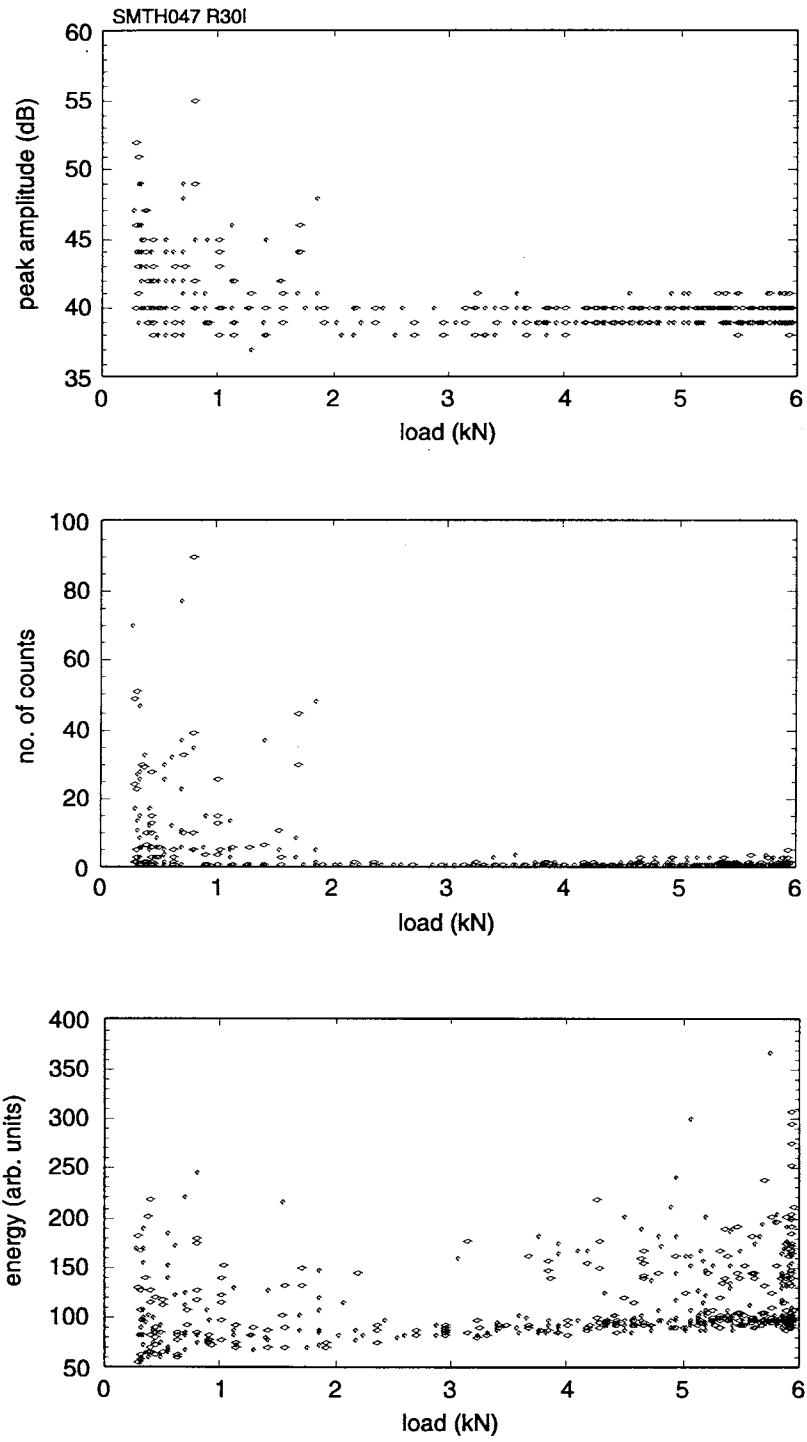 SMTH047 R30I
60
55
50
45
40
35
peak amplitude (dB)
0 1 2 3 4 5 6
load (kN)
100
80
60
40
20
0
no. of counts
0 1 2 3 4 5 6
load (kN)
400
350
300
250
200
150
100
50
energy (arb. units)
0 1 2 3 4 5 6
load (kN)